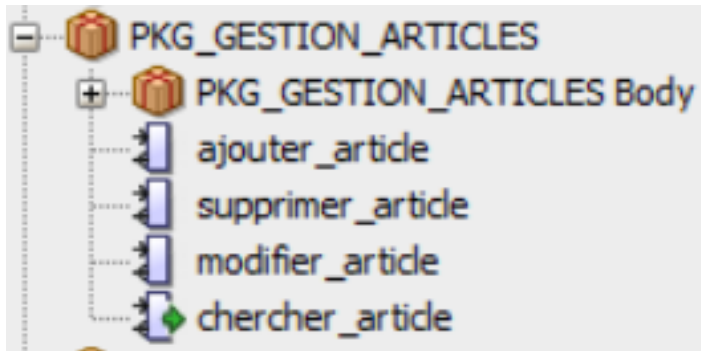 PKG_GESTION_ARTICLES
PKG_GESTION_ARTICLES Body
ajouter_article
supprimer_article
modifier_article
chercher_article